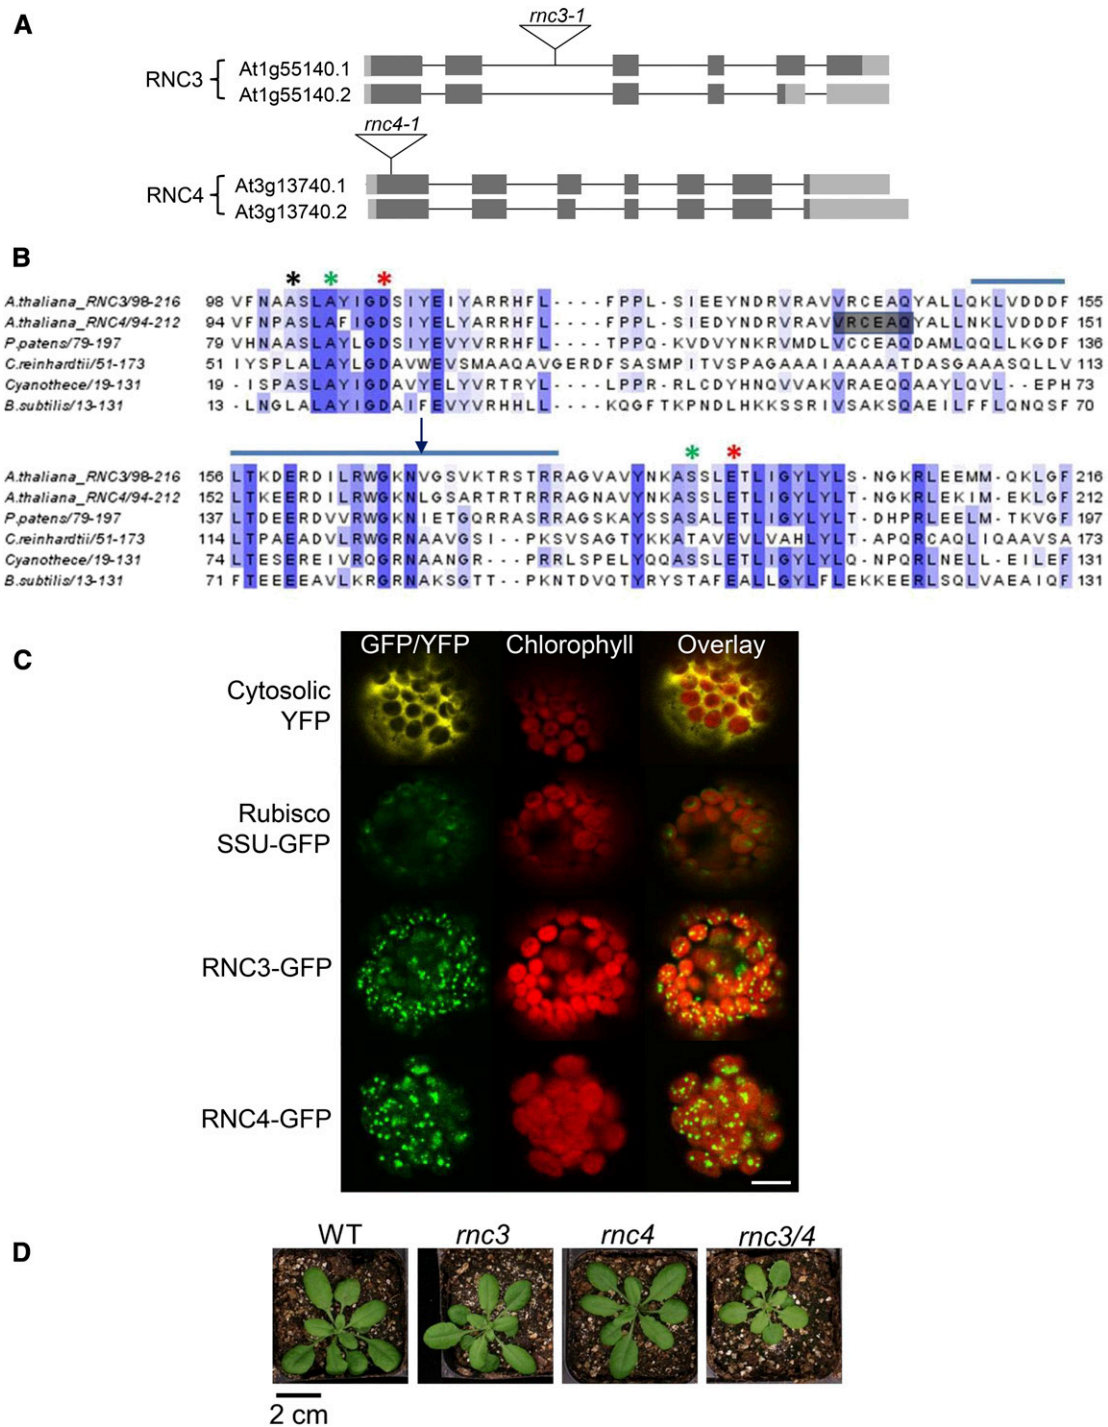 A
rnc3-1
RNC3
At1g55140.1
At1g55140.2
rnc4-1
RNC4
At3g13740.1
At3g13740.2
B
* * *
A.thaliana_RNC3/98-216 98 VFNAASLAYIGDSIYEIYARRHFL----FPPL-SIEEYNDRVRAVVRCEAQYALLQKLVDDDF 155
A.thaliana_RNC4/94-212 94 VFNPASLAFIGDSIYELYARRHFL----FPPL-SIEDYNDRVRAVVRCEAQYALLNKLVDDDF 151
P.patens/79-197 79 VHNAASLAYLGDSIYEVYVRRHFL----TPPQ-KVDVYNKRVMDLVCCEAQDAMLQQLLKGDF 136
C.reinhardtii/51-173 51 IYSPLALAYLGDAVWEVSMAAQAVGERDFSASMPITVSPAGAAIAAAAATDASGAAASQLLV 113
Cyanothece/19-131 19 -ISPASLAYIGDAVYELYVRTRYL----LPPR-RLCDYHNQVVAKVRAEQQAAYLQVL--EPH 73
B.subtilis/13-131 13 -LNGLALAYIGDAIFEVYVRHHLL----KQGFTKPNDLHKKSSRIVSAKSQAEILFFLQNQSF 70
* *
A.thaliana_RNC3/98-216 156 LTKDERDILRWGKNVGSVKTRSTRRAGVAVYNKASSLETLIGYLYLS-NGKRLEEMM-QKLGF 216
A.thaliana_RNC4/94-212 152 LTKDERDILRWGKNLGSARTRTRRRAGNAVYNKASSLETLIGYLYLT-NGKRLEKIM-EKLGF 212
P.patens/79-197 137 LTDEERDVVRWGKNIETGQRRASRRAGSKAYSSASALETLIGYLYLT-DHPRLEELM-TKVGF 197
C.reinhardtii/51-173 114 LTPAEADVLRWGRNAAVGSI--PKSVSAGTYKKATAVEVLVAHLYLT-APQRCAQLIQAAVSA 173
Cyanothece/19-131 74 LTESEREIVRQGRNAANGR---PRRLSPELYQQASSLETLIGYLYLQ-NPQRLNELL-EILEF 131
B.subtilis/13-131 71 FTEEEEAVLKRGRNAKSGTT--PKNTDVQTYRYSTAFEALLGYLFLEKKEERLSQLVAEAIQF 131
C
GFP/YFP Chlorophyll Overlay
Cytosolic
YFP
Rubisco
SSU-GFP
RNC3-GFP
RNC4-GFP
D
WT rnc3 rnc4 rnc3/4
2 cm